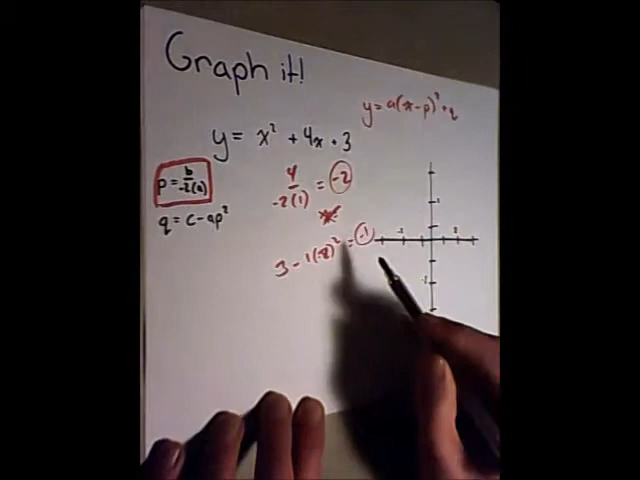 Graph it!
y = a(x-p)² + q
y = x² + 4x + 3
p = b/-2(a)
4/-2(1) = -2
q = c - ap²
3 - 1(-2)² = -1